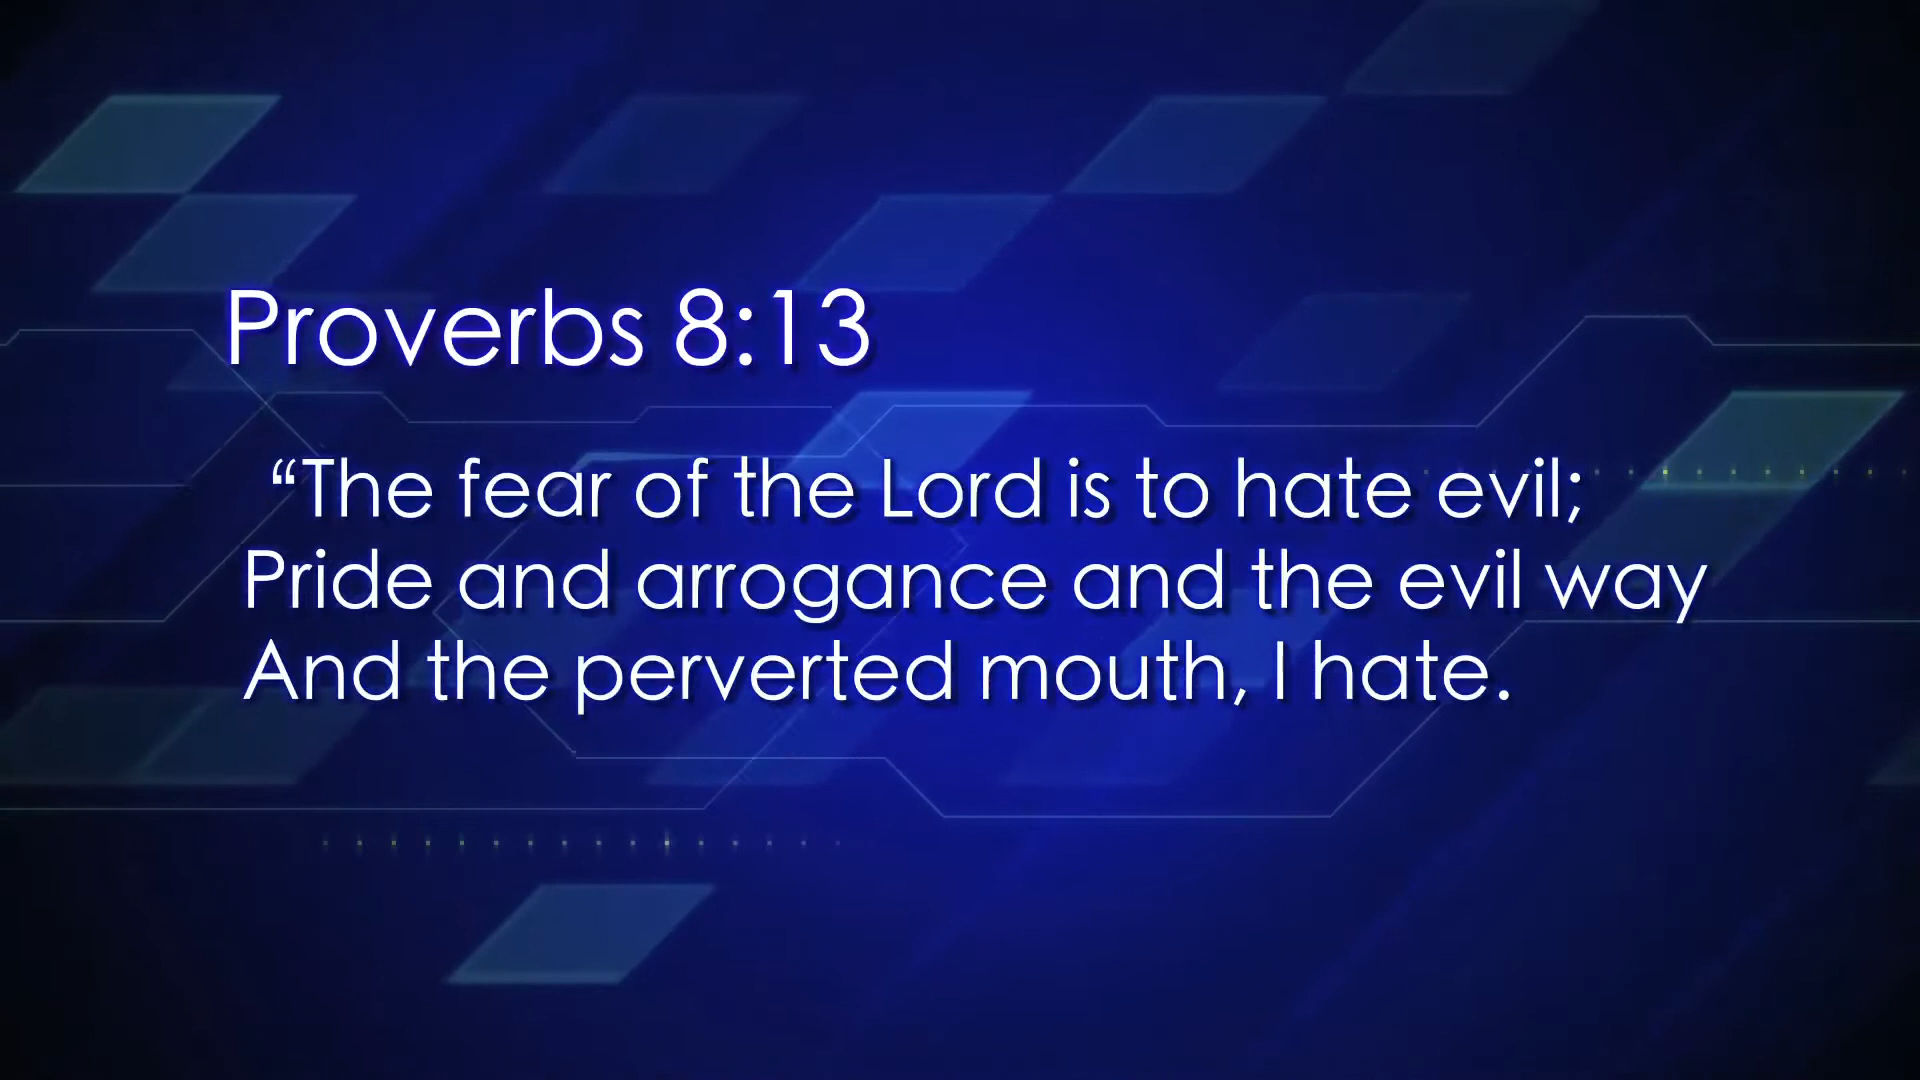 Proverbs 8:13
“The fear of the Lord is to hate evil;
Pride and arrogance and the evil way
And the perverted mouth, I hate.